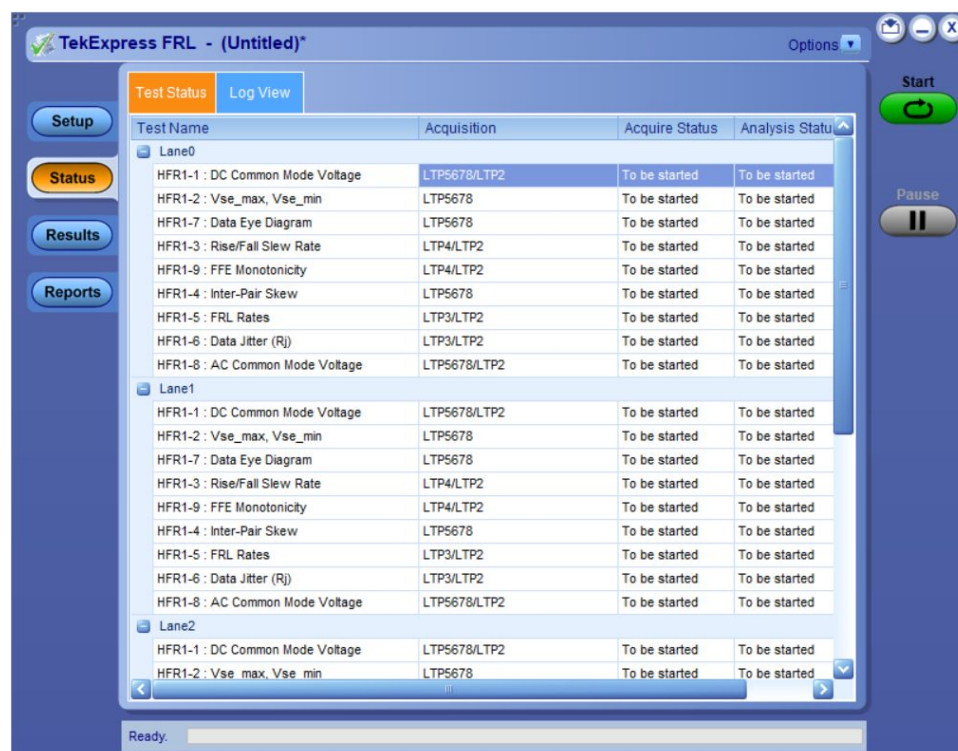 TekExpress FRL - (Untitled)*
Options
X
Start
Pause
Setup
Status
Results
Reports
Test Status Log View
Test Name Acquisition Acquire Status Analysis Statu
Lane0
HFR1-1 : DC Common Mode Voltage LTP5678/LTP2 To be started To be started
HFR1-2 : Vse_max, Vse_min LTP5678 To be started To be started
HFR1-7 : Data Eye Diagram LTP5678 To be started To be started
HFR1-3 : Rise/Fall Slew Rate LTP4/LTP2 To be started To be started
HFR1-9 : FFE Monotonicity LTP4/LTP2 To be started To be started
HFR1-4 : Inter-Pair Skew LTP5678 To be started To be started
HFR1-5 : FRL Rates LTP3/LTP2 To be started To be started
HFR1-6 : Data Jitter (Rj) LTP3/LTP2 To be started To be started
HFR1-8 : AC Common Mode Voltage LTP5678/LTP2 To be started To be started
Lane1
HFR1-1 : DC Common Mode Voltage LTP5678/LTP2 To be started To be started
HFR1-2 : Vse_max, Vse_min LTP5678 To be started To be started
HFR1-7 : Data Eye Diagram LTP5678 To be started To be started
HFR1-3 : Rise/Fall Slew Rate LTP4/LTP2 To be started To be started
HFR1-9 : FFE Monotonicity LTP4/LTP2 To be started To be started
HFR1-4 : Inter-Pair Skew LTP5678 To be started To be started
HFR1-5 : FRL Rates LTP3/LTP2 To be started To be started
HFR1-6 : Data Jitter (Rj) LTP3/LTP2 To be started To be started
HFR1-8 : AC Common Mode Voltage LTP5678/LTP2 To be started To be started
Lane2
HFR1-1 : DC Common Mode Voltage LTP5678/LTP2 To be started To be started
HFR1-2 : Vse_max, Vse_min LTP5678 To be started To be started
Ready.